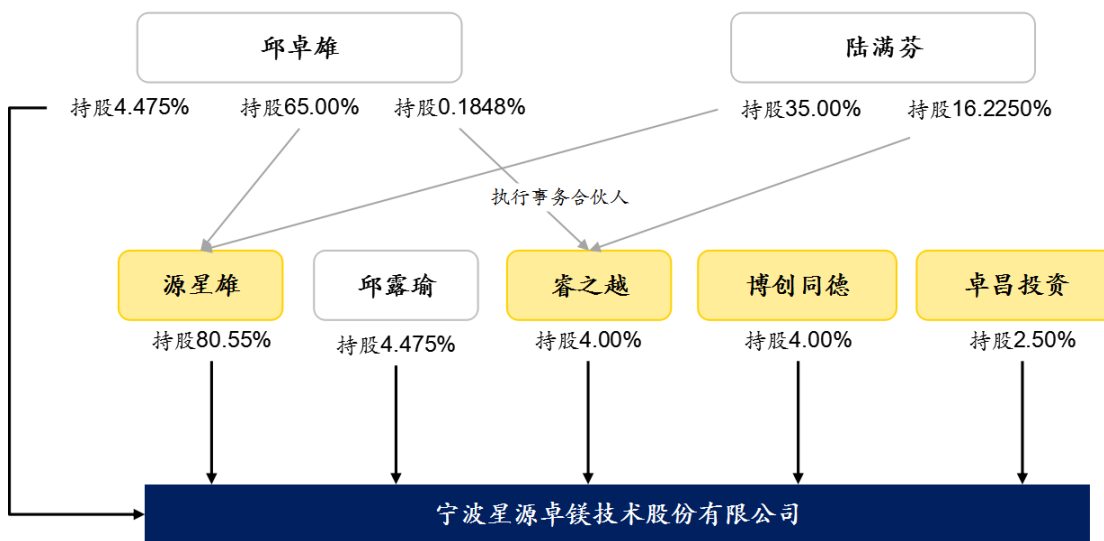 邱卓雄
陆满芬
持股4.475%
持股65.00%
持股0.1848%
持股35.00%
持股16.2250%
执行事务合伙人
源星雄
邱露瑜
睿之越
博创同德
卓昌投资
持股80.55%
持股4.475%
持股4.00%
持股4.00%
持股2.50%
宁波星源卓镁技术股份有限公司